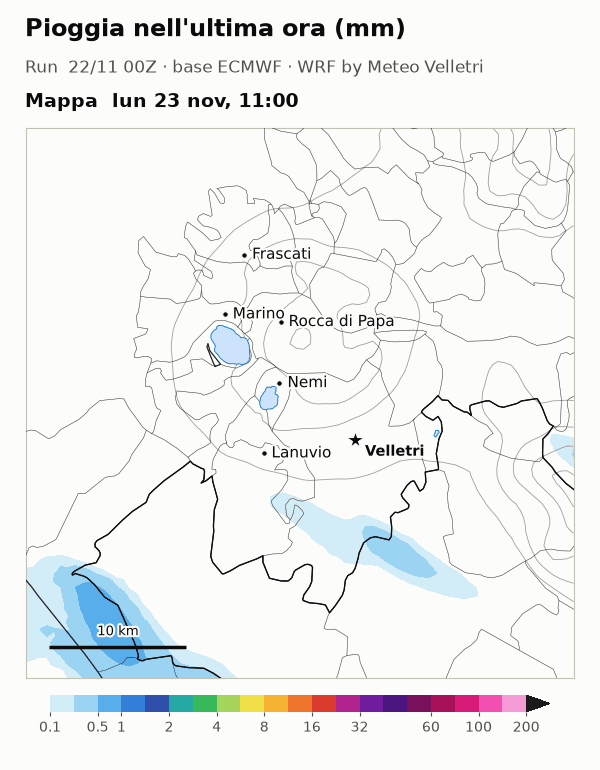 Pioggia nell'ultima ora (mm)
Run  22/11 00Z · base ECMWF · WRF by Meteo Velletri
Mappa  lun 23 nov, 11:00
Frascati
Marino
Rocca di Papa
Nemi
Velletri
Lanuvio
10 km
0.1 0.5 1 2 4 8 16 32 60 100 200